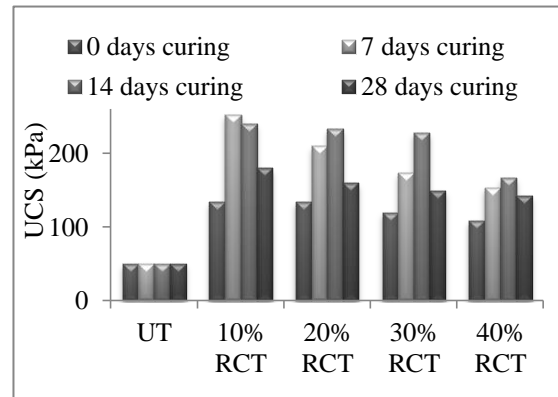 0 days curing 7 days curing
14 days curing 28 days curing
UCS (kPa)
200
100
0
UT 10% 20% 30% 40%
RCT RCT RCT RCT